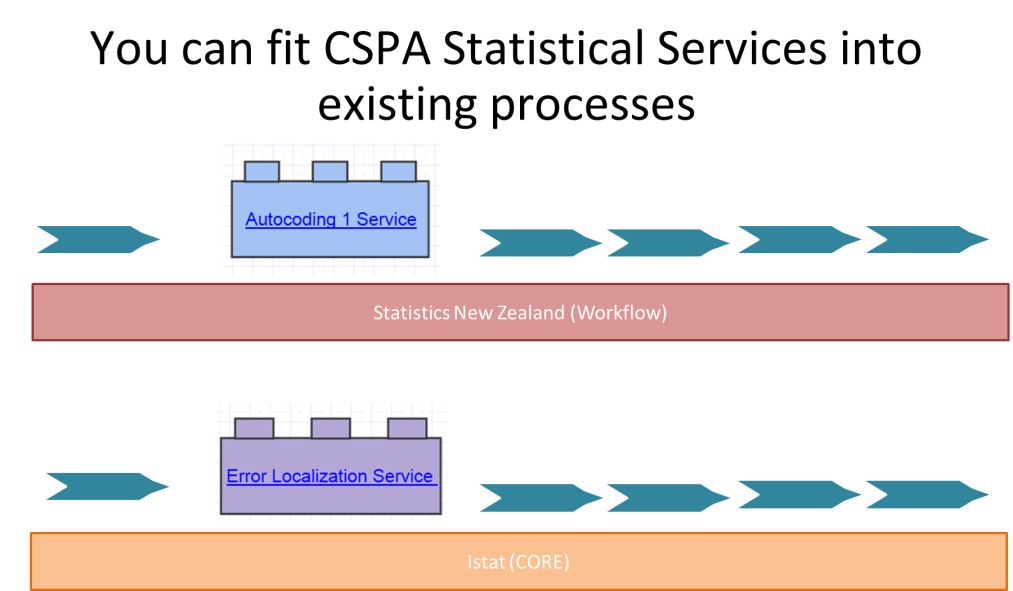 You can fit CSPA Statistical Services into
existing processes
Autocoding 1 Service
Statistics New Zealand (Workflow)
Error Localization Service
Istat (CORE)